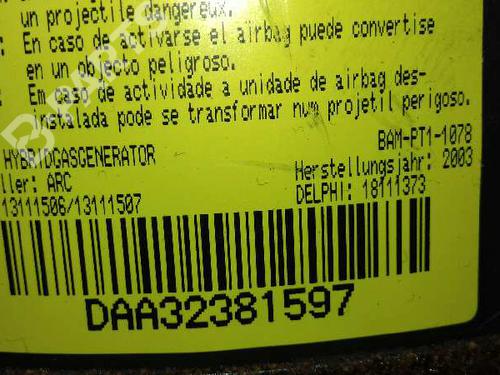 un projectile dangereux.
: En caso de activarse el airbag puede convertise
en un objecto peligroso.
: Em caso de actividade a unidade de airbag des-
instalada pode se transformar num projetil perigoso.
HYBRIDGASGENERATOR
BAM-PT1-1078
ller: ARC
Herstellungsjahr: 2003
13111506/13111507
DELPHI: 18111373
DAA32381597